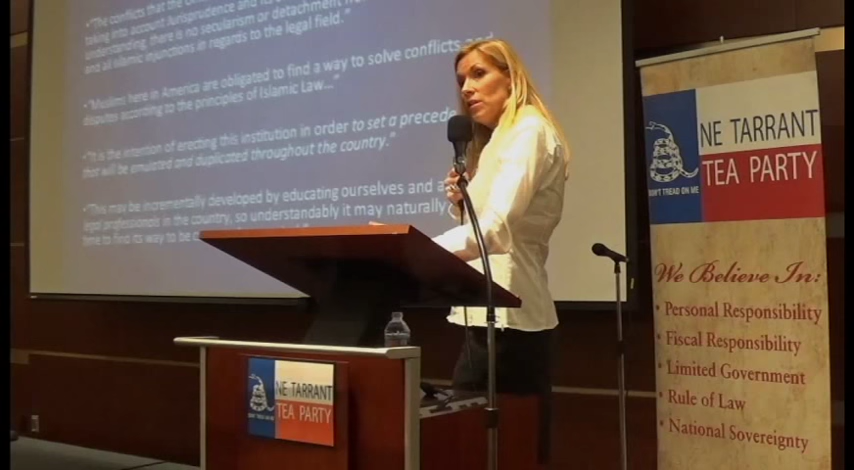 "The conflicts that the
taking into account Jurisprudence and its
understanding, there is no secularism or detachment
and all Islamic injunctions in regards to the legal field."
"Muslims here in America are obligated to find a way to solve conflicts and
disputes according to the principles of Islamic Law..."
"It is the intention of erecting this institution in order to set a
that will be emulated and duplicated throughout the country."
"This may be incrementally developed by educating ourselves and
legal professionals in the country, so understandably it may naturally
time to find its way to be
NE TARRANT
TEA PARTY
DON'T TREAD ON ME
We Believe In:
• Personal Responsibility
• Fiscal Responsibility
• Limited Government
• Rule of Law
• National Sovereignty
NE TARRANT
TEA PARTY